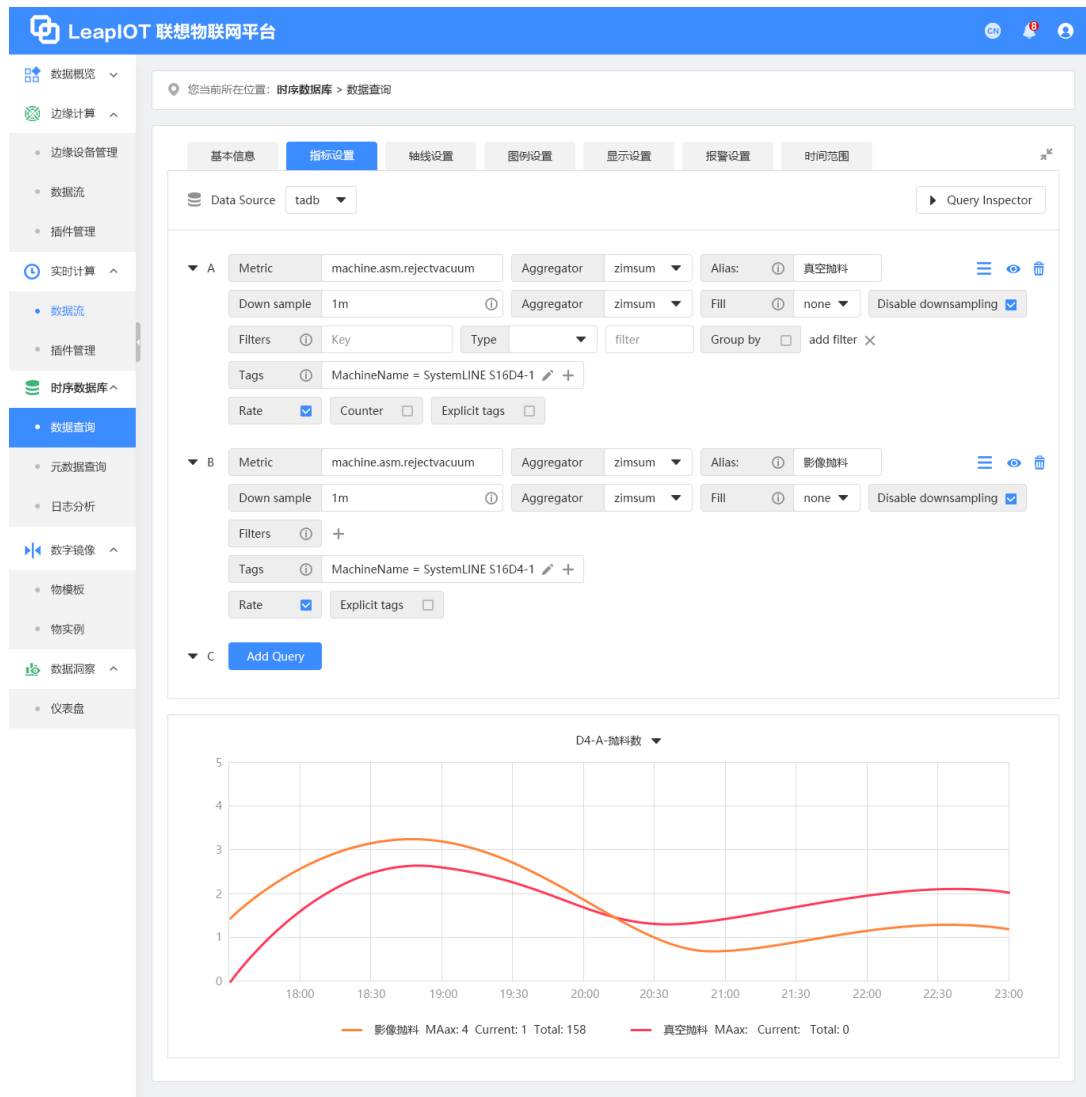 LeapIOT 联想物联网平台
CN
8
数据概览
边缘计算
边缘设备管理
数据流
插件管理
实时计算
数据流
插件管理
时序数据库
数据查询
元数据查询
日志分析
数字镜像
物模板
物实例
数据洞察
仪表盘
您当前所在位置: 时序数据库 > 数据查询
基本信息 指标设置 轴线设置 图例设置 显示设置 报警设置 时间范围
Data Source tadb Query Inspector
A Metric machine.asm.rejectvacuum Aggregator zimsum Alias: 真空抛料
Down sample 1m Aggregator zimsum Fill none Disable downsampling
Filters Key Type filter Group by add filter
Tags MachineName = SystemLINE S16D4-1
Rate Counter Explicit tags
B Metric machine.asm.rejectvacuum Aggregator zimsum Alias: 影像抛料
Down sample 1m Aggregator zimsum Fill none Disable downsampling
Filters
Tags MachineName = SystemLINE S16D4-1
Rate Explicit tags
C Add Query
D4-A-抛料数
5
4
3
2
1
0
18:00 18:30 19:00 19:30 20:00 20:30 21:00 21:30 22:00 22:30 23:00
影像抛料 MAax: 4 Current: 1 Total: 158 真空抛料 MAax: Current: Total: 0